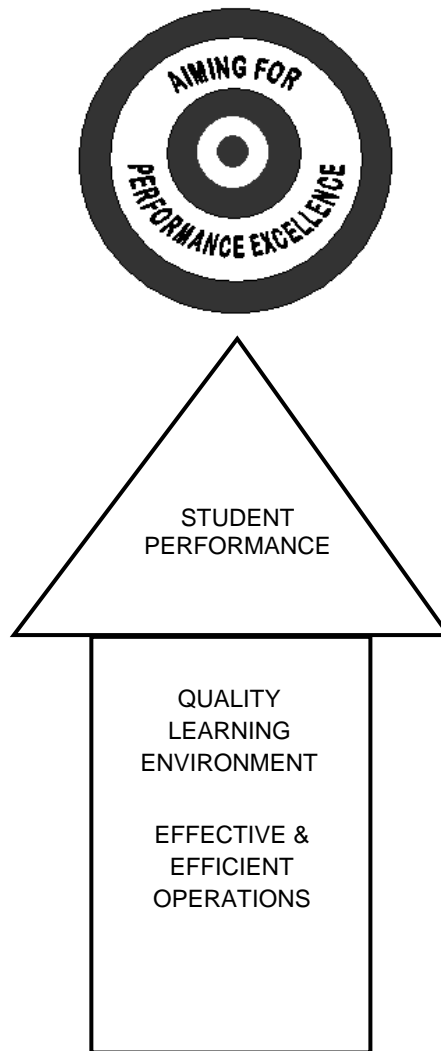 AIMING FOR
PERFORMANCE EXCELLENCE
STUDENT
PERFORMANCE
QUALITY
LEARNING
ENVIRONMENT
EFFECTIVE &
EFFICIENT
OPERATIONS